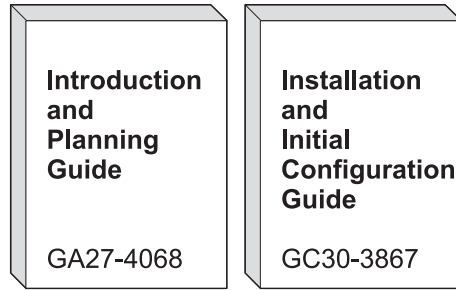 Introduction
and
Planning
Guide
GA27-4068
Installation
and
Initial
Configuration
Guide
GC30-3867